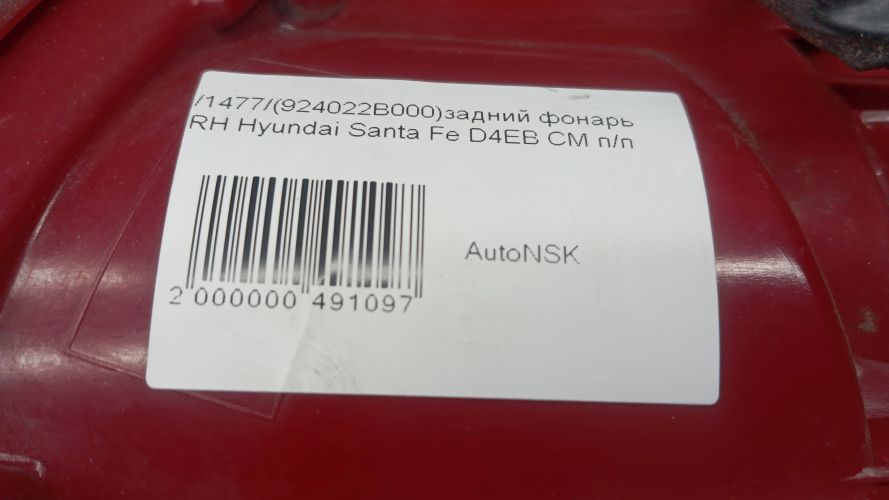 /1477/(924022B000)задний фонарь
RH Hyundai Santa Fe D4EB CM п/п
AutoNSK
2 000000 491097